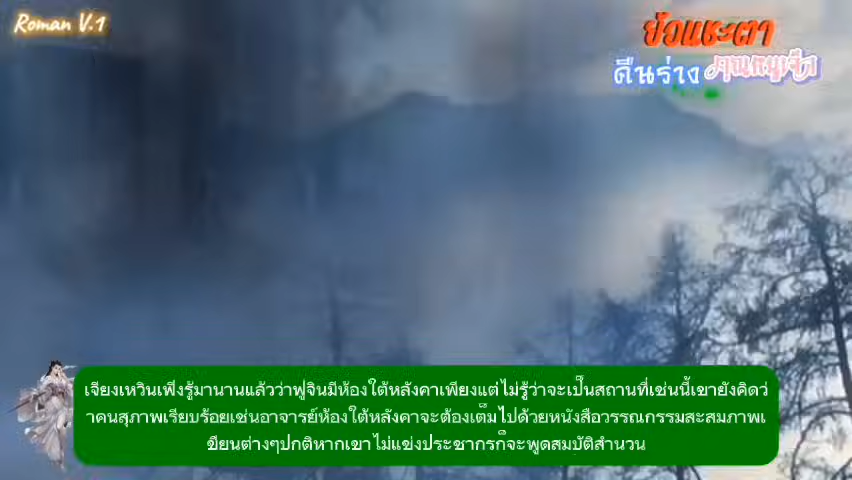 Roman V.1
ย้อนชะตา
คืนร่าง คุณหนูเจ้า
เจียงเหวินเฟิงรู้มานานแล้วว่าฟูจินมีห้องใต้หลังคาเพียงแต่ไม่รู้ว่าจะเป็นสถานที่เช่นนี้เขายังคิดว่
าคนสุภาพเรียบร้อยเช่นอาจารย์ห้องใต้หลังคาจะต้องเต็มไปด้วยหนังสือวรรณกรรมสะสมภาพเ
ขียนต่างๆปกติหากเขาไม่แข่งประชากรก็จะพูดสมบัติสำนวน